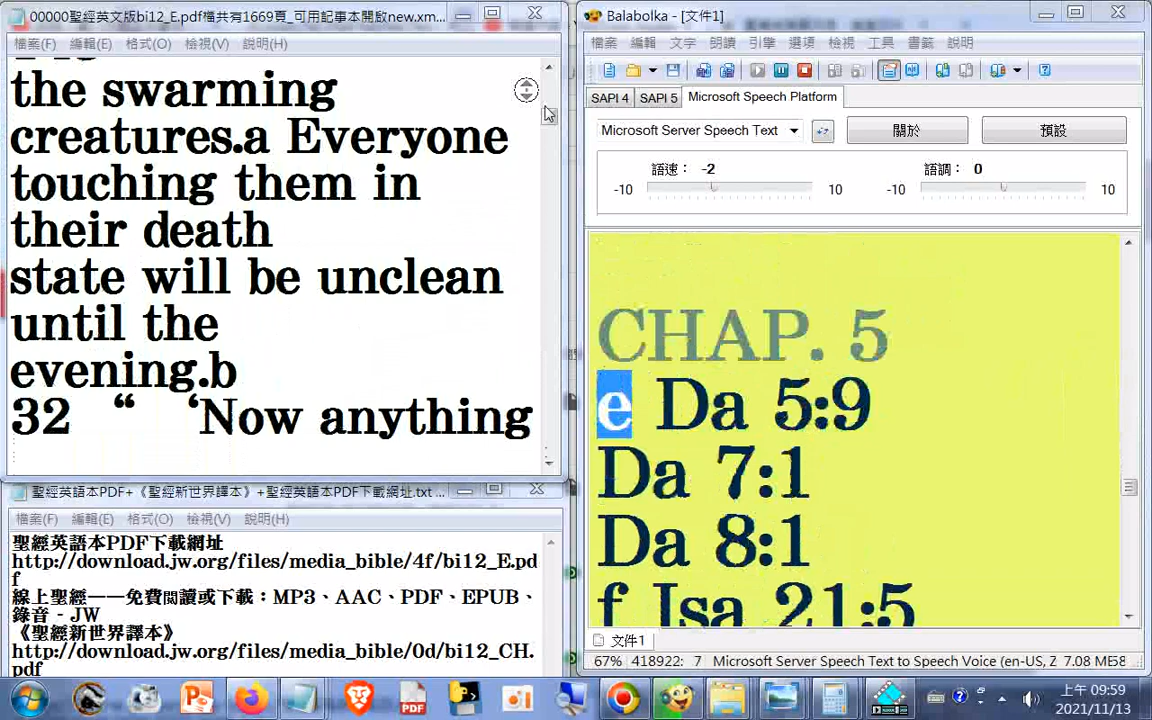 00000聖經英文版bi12_E.pdf檔共有1669頁_可用記事本開啟new.xm...
檔案(F) 編輯(E) 格式(O) 檢視(V) 說明(H)
the swarming
creatures.a Everyone
touching them in
their death
state will be unclean
until the
evening.b
32 “ ‘Now anything
聖經英語本PDF+《聖經新世界譯本》+聖經英語本PDF下載網址.txt ...
檔案(F) 編輯(E) 格式(O) 檢視(V) 說明(H)
聖經英語本PDF下載網址
http://download.jw.org/files/media_bible/4f/bi12_E.pd
f
線上聖經──免費閱讀或下載：MP3、AAC、PDF、EPUB、
錄音 - JW
《聖經新世界譯本》
http://download.jw.org/files/media_bible/0d/bi12_CH.
pdf
Balabolka - [文件1]
檔案 編輯 文字 朗讀 引擎 選項 檢視 工具 書籤 說明
SAPI 4 SAPI 5 Microsoft Speech Platform
Microsoft Server Speech Text 關於 預設
語速： -2 語調： 0
-10 10 -10 10
CHAP. 5
e Da 5:9
Da 7:1
Da 8:1
f Isa 21:5
文件1
67% 418922: 7 Microsoft Server Speech Text to Speech Voice (en-US, Z 7.08 ME58
上午 09:59
2021/11/13